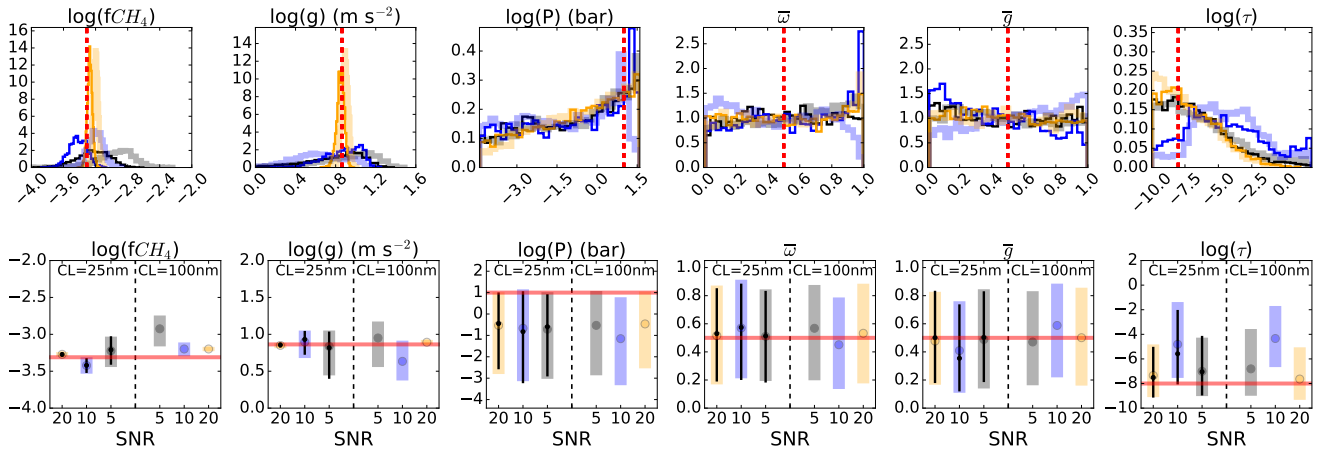 log(fCH₄) log(g) (m s⁻²) log(P) (bar) ω̅ g̅ log(τ)
16 14 12 10 8 6 4 2 0
−4.0 −3.6 −3.2 −2.8 −2.4 −2.0
16 14 12 10 8 6 4 2 0
0.0 0.4 0.8 1.2 1.6
0.4 0.3 0.2 0.1 0.0
−3.0 −1.5 0.0 1.5
2.5 2.0 1.5 1.0 0.5 0.0
0.0 0.2 0.4 0.6 0.8 1.0
2.5 2.0 1.5 1.0 0.5 0.0
0.0 0.2 0.4 0.6 0.8 1.0
0.35 0.30 0.25 0.20 0.15 0.10 0.05 0.00
−10.0 −7.5 −5.0 −2.5 0.0
log(fCH₄) log(g) (m s⁻²) log(P) (bar) ω̅ g̅ log(τ)
CL=25nm CL=100nm CL=25nm CL=100nm CL=25nm CL=100nm CL=25nm CL=100nm CL=25nm CL=100nm CL=25nm CL=100nm
−2.0 −2.5 −3.0 −3.5 −4.0
20 10 5 5 10 20
SNR
2.0 1.5 1.0 0.5 0.0
20 10 5 5 10 20
SNR
2 1 0 −1 −2 −3 −4
20 10 5 5 10 20
SNR
1.0 0.8 0.6 0.4 0.2 0.0
20 10 5 5 10 20
SNR
1.0 0.8 0.6 0.4 0.2 0.0
20 10 5 5 10 20
SNR
2 0 −2 −4 −6 −8 −10
20 10 5 5 10 20
SNR